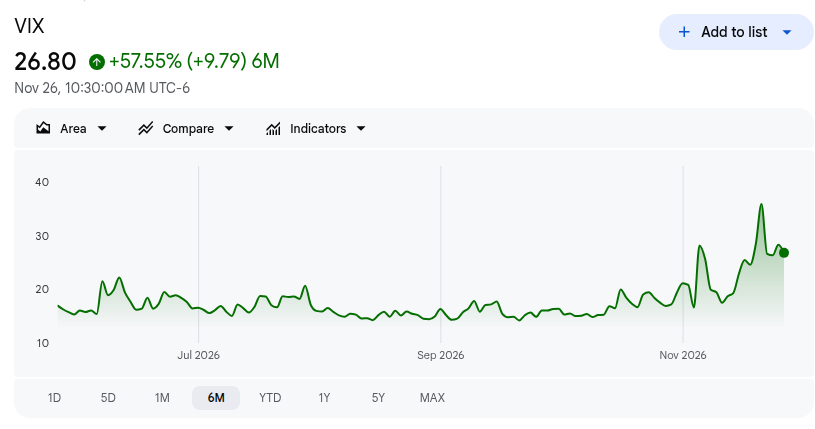 VIX
+ Add to list
26.80 +57.55% (+9.79) 6M
Nov 26, 10:30:00 AM UTC-6
Area Compare Indicators
40
30
20
10
Jul 2026 Sep 2026 Nov 2026
1D 5D 1M 6M YTD 1Y 5Y MAX